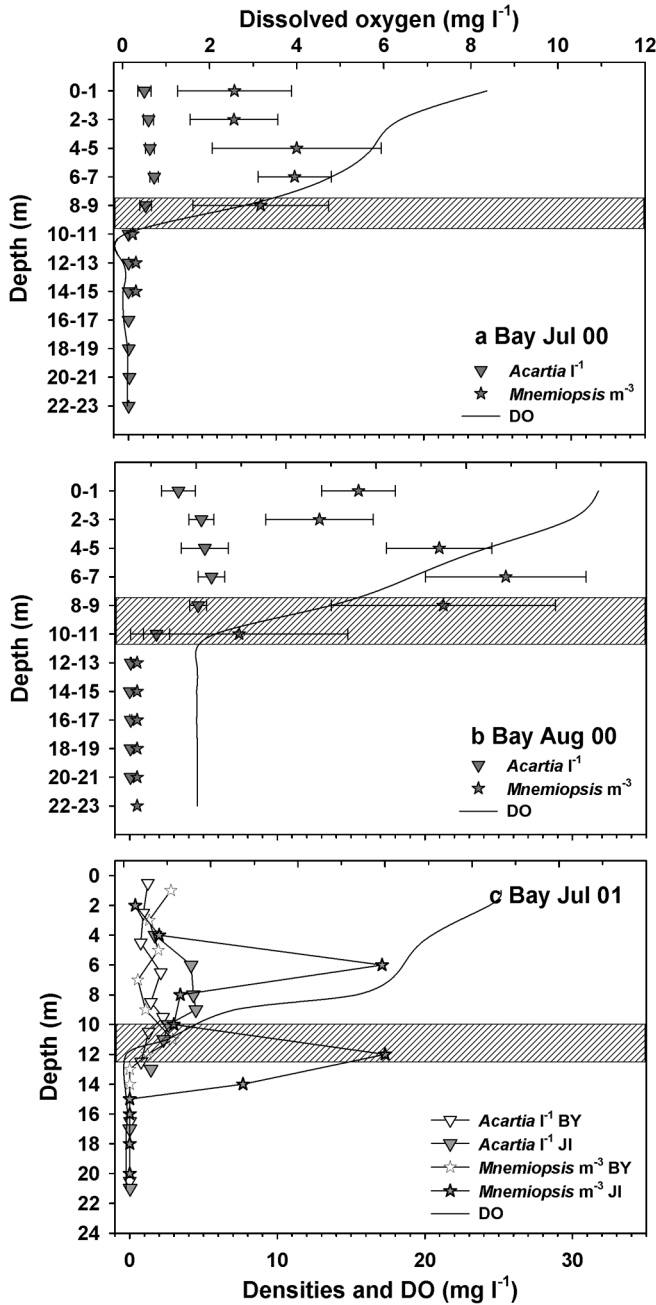 Dissolved oxygen (mg l⁻¹)
0 2 4 6 8 10 12
Depth (m)
0-1
2-3
4-5
6-7
8-9
10-11
12-13
14-15
16-17
18-19
20-21
22-23
a Bay Jul 00
Acartia l⁻¹
Mnemiopsis m⁻³
DO
Depth (m)
0-1
2-3
4-5
6-7
8-9
10-11
12-13
14-15
16-17
18-19
20-21
22-23
b Bay Aug 00
Acartia l⁻¹
Mnemiopsis m⁻³
DO
Depth (m)
0
2
4
6
8
10
12
14
16
18
20
22
24
c Bay Jul 01
Acartia l⁻¹ BY
Acartia l⁻¹ JI
Mnemiopsis m⁻³ BY
Mnemiopsis m⁻³ JI
DO
0 10 20 30
Densities and DO (mg l⁻¹)